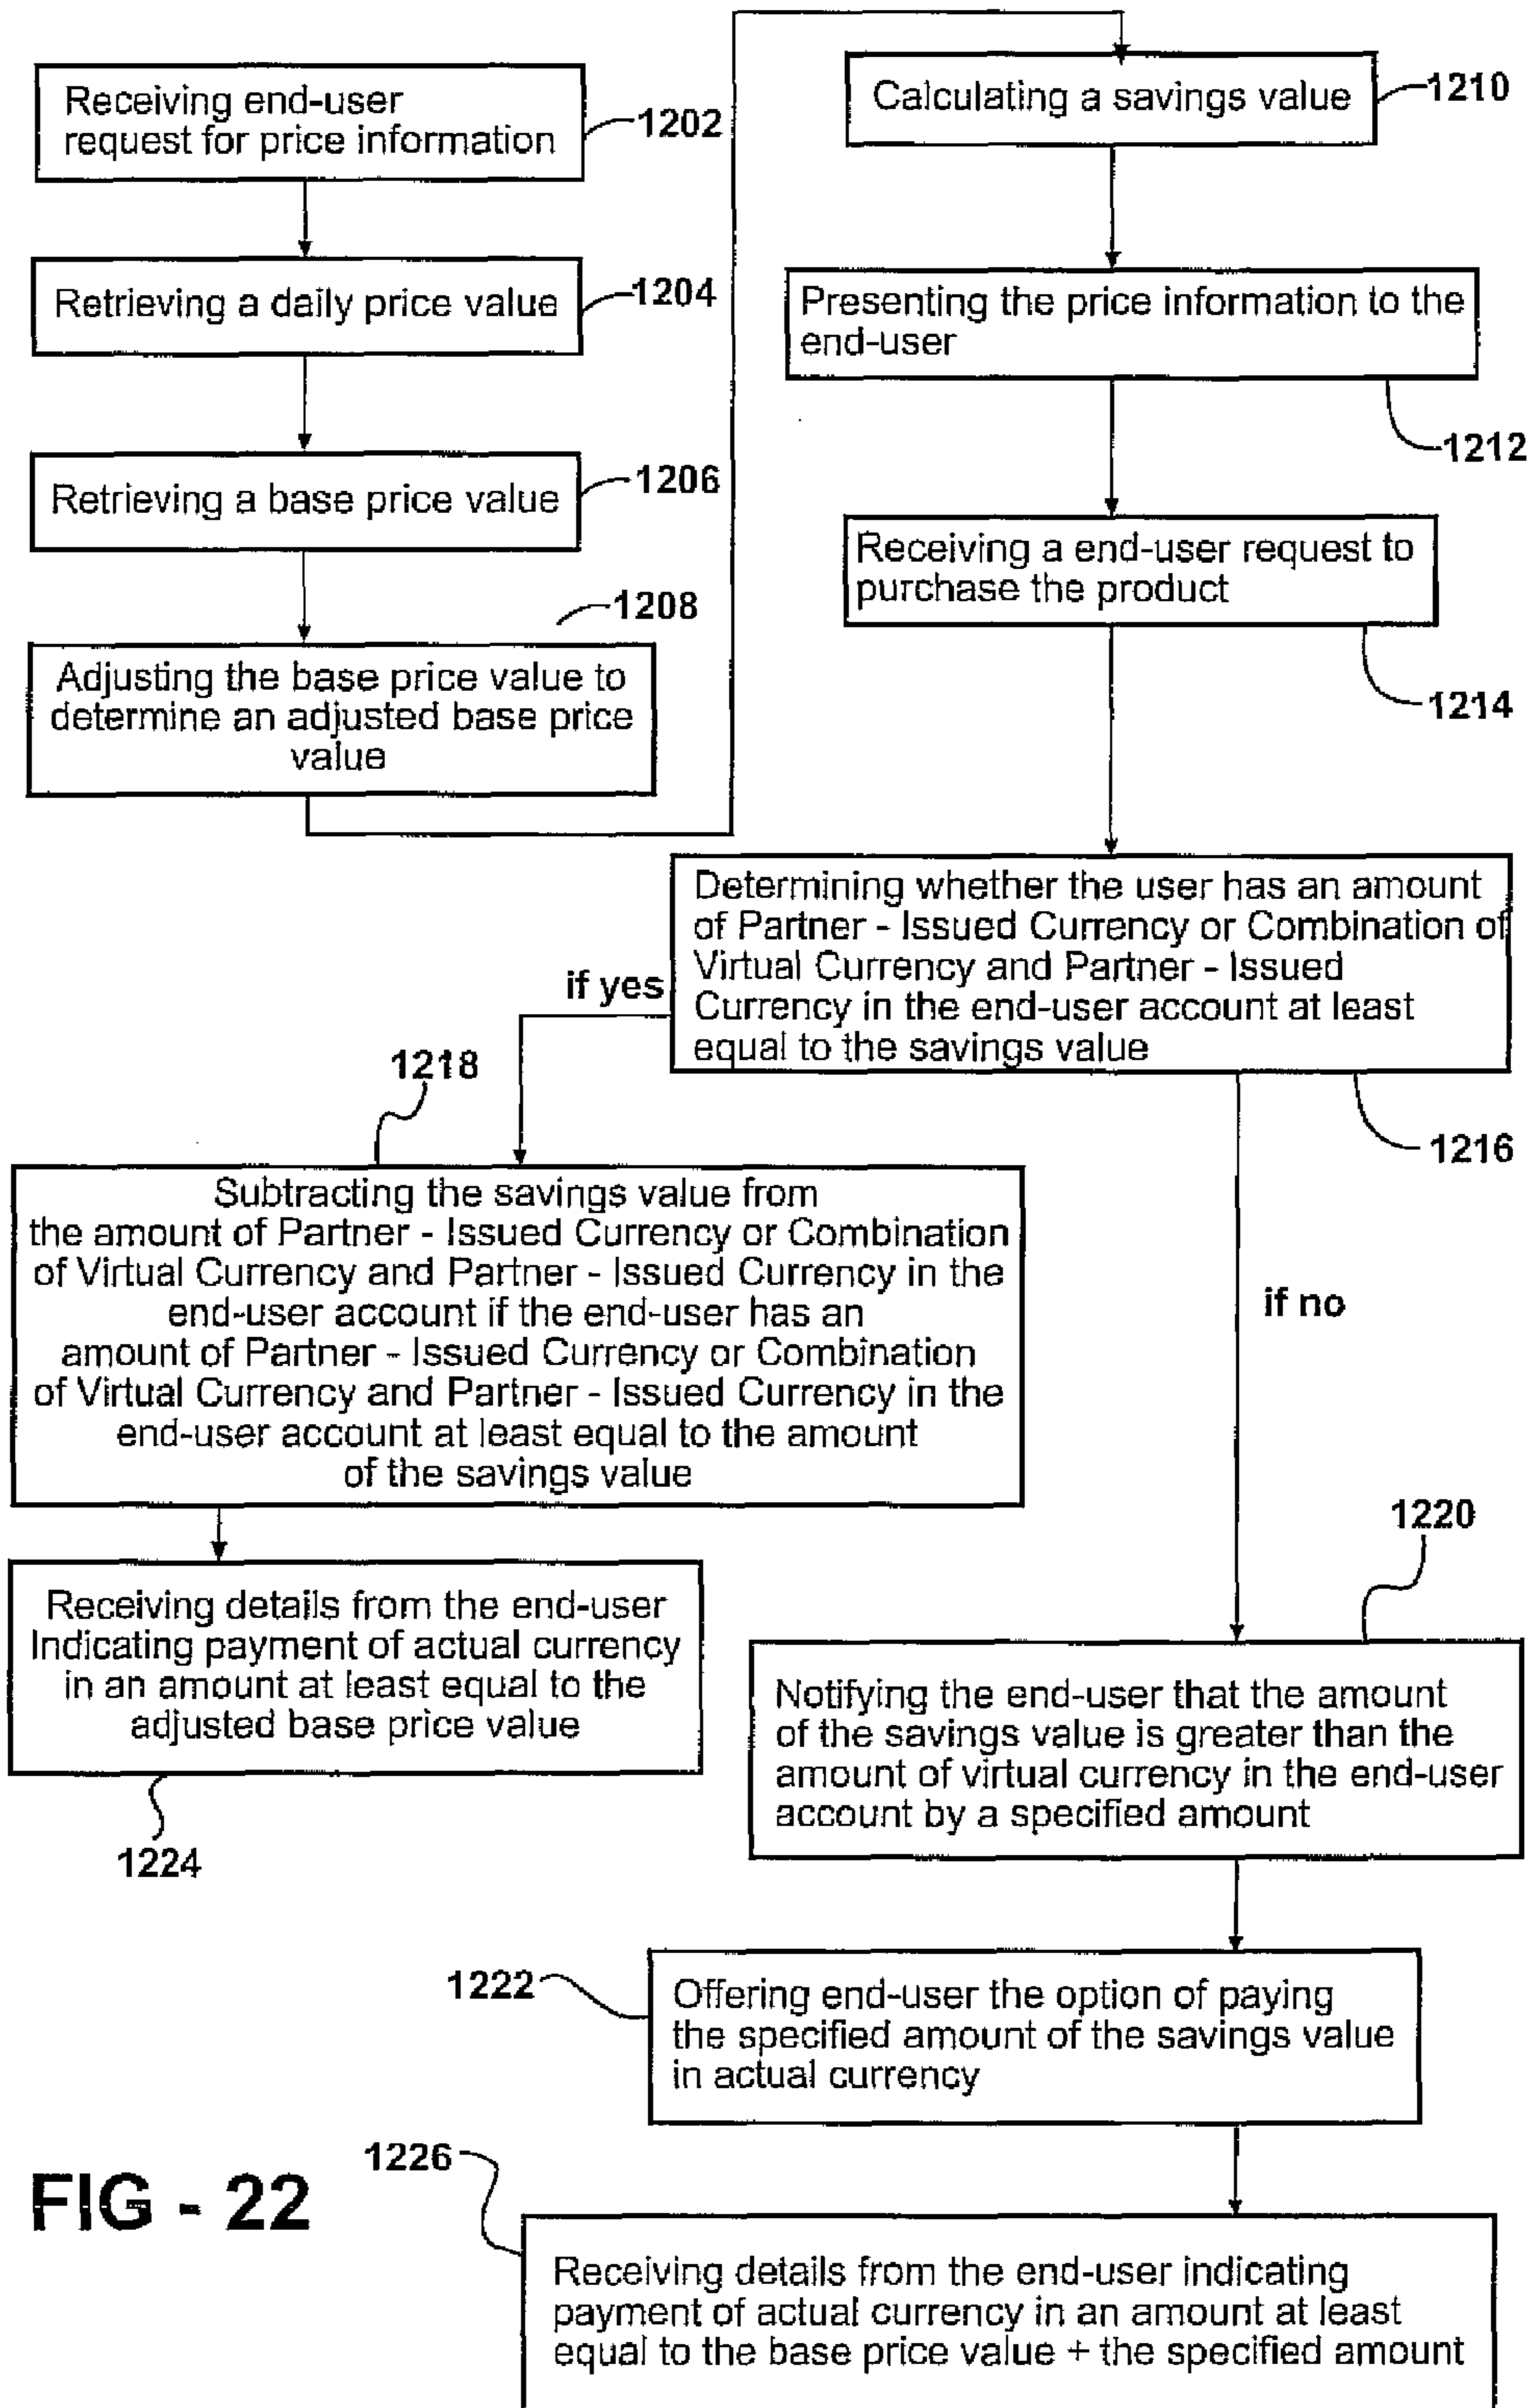 Receiving end-user
request for price information
1202
Retrieving a daily price value
1204
Retrieving a base price value
1206
1208
Adjusting the base price value to
determine an adjusted base price
value
Calculating a savings value
1210
Presenting the price information to the
end-user
1212
Receiving a end-user request to
purchase the product
1214
Determining whether the user has an amount
of Partner - Issued Currency or Combination of
Virtual Currency and Partner - Issued
Currency in the end-user account at least
equal to the savings value
1216
if yes
1218
Subtracting the savings value from
the amount of Partner - Issued Currency or Combination
of Virtual Currency and Partner - Issued Currency in the
end-user account if the end-user has an
amount of Partner - Issued Currency or Combination
of Virtual Currency and Partner - Issued Currency in the
end-user account at least equal to the amount
of the savings value
Receiving details from the end-user
Indicating payment of actual currency
in an amount at least equal to the
adjusted base price value
1224
if no
1220
Notifying the end-user that the amount
of the savings value is greater than the
amount of virtual currency in the end-user
account by a specified amount
1222
Offering end-user the option of paying
the specified amount of the savings value
in actual currency
1226
Receiving details from the end-user indicating
payment of actual currency in an amount at least
equal to the base price value + the specified amount
FIG - 22